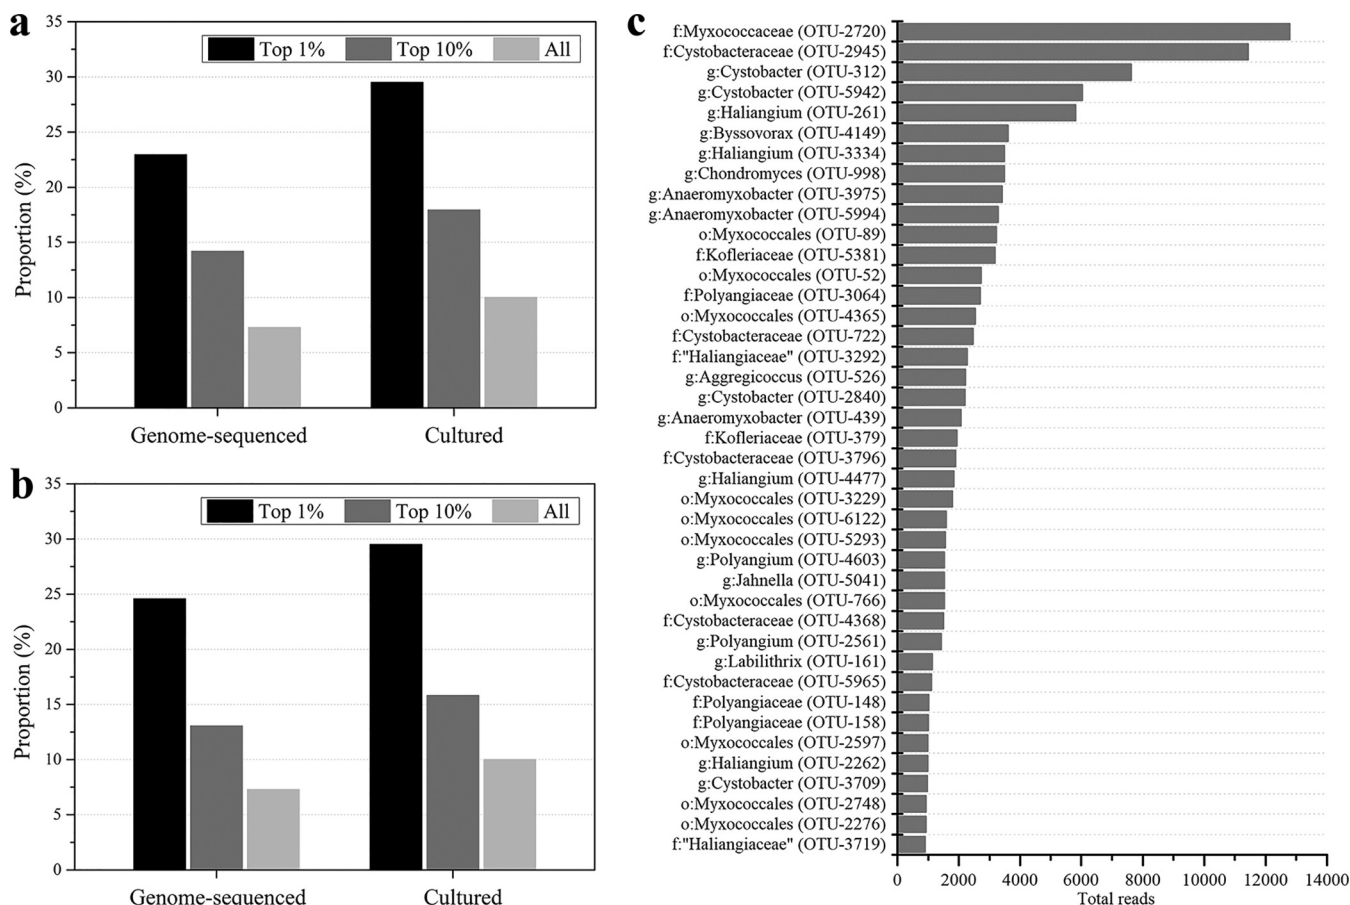 a
35
30
25
20
15
10
5
0
Proportion (%)
Top 1% Top 10% All
Genome-sequenced Cultured
b
35
30
25
20
15
10
5
0
Proportion (%)
Top 1% Top 10% All
Genome-sequenced Cultured
c
f:Myxococcaceae (OTU-2720)
f:Cystobacteraceae (OTU-2945)
g:Cystobacter (OTU-312)
g:Cystobacter (OTU-5942)
g:Haliangium (OTU-261)
g:Byssovorax (OTU-4149)
g:Haliangium (OTU-3334)
g:Chondromyces (OTU-998)
g:Anaeromyxobacter (OTU-3975)
g:Anaeromyxobacter (OTU-5994)
o:Myxococcales (OTU-89)
f:Kofleriaceae (OTU-5381)
o:Myxococcales (OTU-52)
f:Polyangiaceae (OTU-3064)
o:Myxococcales (OTU-4365)
f:Cystobacteraceae (OTU-722)
f:"Haliangiaceae" (OTU-3292)
g:Aggregicoccus (OTU-526)
g:Cystobacter (OTU-2840)
g:Anaeromyxobacter (OTU-439)
f:Kofleriaceae (OTU-379)
f:Cystobacteraceae (OTU-3796)
g:Haliangium (OTU-4477)
o:Myxococcales (OTU-3229)
o:Myxococcales (OTU-6122)
o:Myxococcales (OTU-5293)
g:Polyangium (OTU-4603)
g:Jahnella (OTU-5041)
o:Myxococcales (OTU-766)
f:Cystobacteraceae (OTU-4368)
g:Polyangium (OTU-2561)
g:Labilithrix (OTU-161)
f:Cystobacteraceae (OTU-5965)
f:Polyangiaceae (OTU-148)
f:Polyangiaceae (OTU-158)
o:Myxococcales (OTU-2597)
g:Haliangium (OTU-2262)
g:Cystobacter (OTU-3709)
o:Myxococcales (OTU-2748)
o:Myxococcales (OTU-2276)
f:"Haliangiaceae" (OTU-3719)
0 2000 4000 6000 8000 10000 12000 14000
Total reads